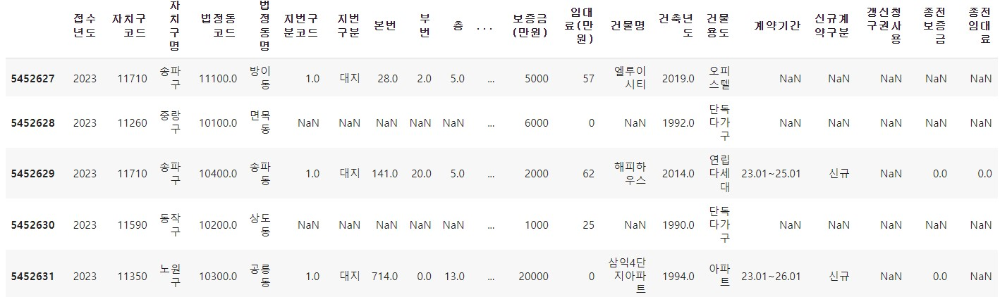 접수년도 자치구코드 자치구명 법정동코드 법정동명 지번구분코드 지번구분 본번 부번 층 ... 보증금(만원) 임대료(만원) 건물명 건축년도 건물용도 계약기간 신규계약구분 갱신청구권사용 종전보증금 종전임대료
5452627 2023 11710 송파구 11100.0 방이동 1.0 대지 28.0 2.0 5.0 ... 5000 57 엘루이시티 2019.0 오피스텔 NaN NaN NaN NaN NaN
5452628 2023 11260 중랑구 10100.0 면목동 NaN NaN NaN NaN NaN ... 6000 0 NaN 1992.0 단독다가구 NaN NaN NaN NaN NaN
5452629 2023 11710 송파구 10400.0 송파동 1.0 대지 141.0 20.0 5.0 ... 2000 62 해피하우스 2014.0 연립다세대 23.01~25.01 신규 NaN 0.0 0.0
5452630 2023 11590 동작구 10200.0 상도동 NaN NaN NaN NaN NaN ... 1000 25 NaN 1990.0 단독다가구 NaN NaN NaN NaN NaN
5452631 2023 11350 노원구 10300.0 공릉동 1.0 대지 714.0 0.0 13.0 ... 20000 0 삼익4단지아파트 1994.0 아파트 23.01~26.01 신규 NaN 0.0 NaN